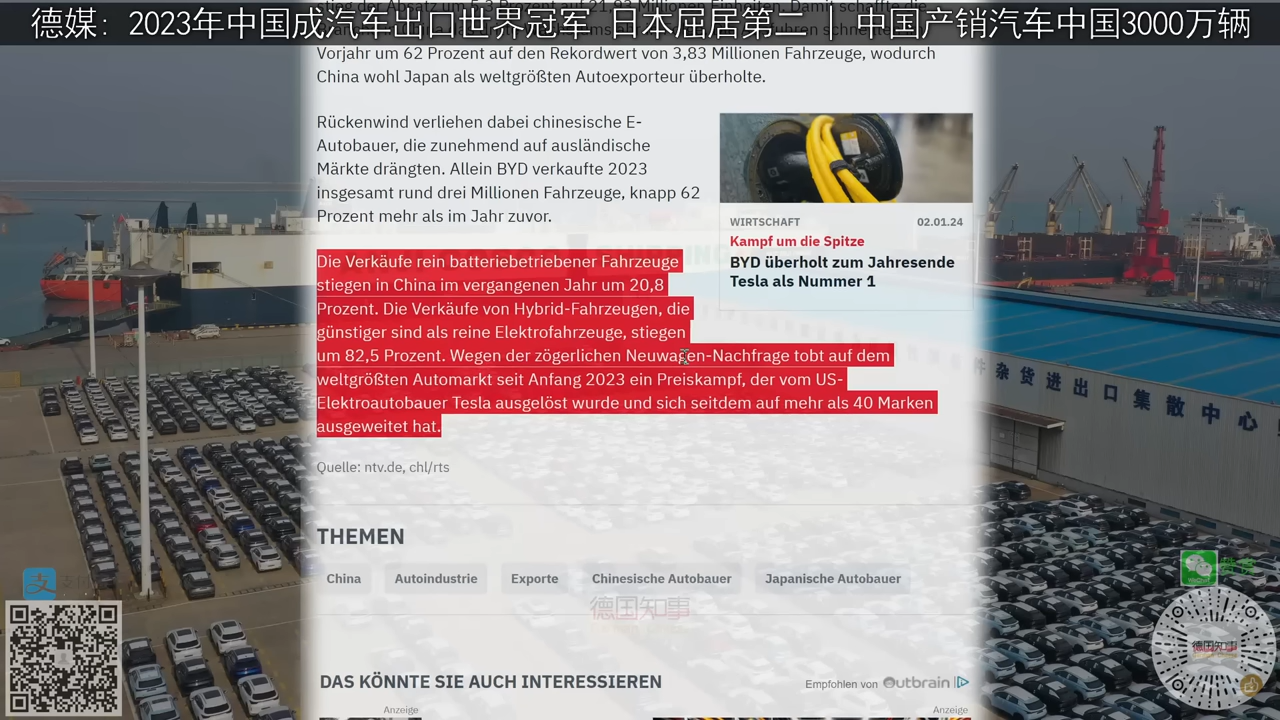 德媒: 2023年中国成汽车出口世界冠军 日本屈居第二 | 中国产销汽车中国3000万辆
Vorjahr um 62 Prozent auf den Rekordwert von 3,83 Millionen Fahrzeuge, wodurch
China wohl Japan als weltgrößten Autoexporteur überholte.
Rückenwind verliehen dabei chinesische E-
Autobauer, die zunehmend auf ausländische
Märkte drängten. Allein BYD verkaufte 2023
insgesamt rund drei Millionen Fahrzeuge, knapp 62
Prozent mehr als im Jahr zuvor.
WIRTSCHAFT 02.01.24
Kampf um die Spitze
BYD überholt zum Jahresende
Tesla als Nummer 1
Die Verkäufe rein batteriebetriebener Fahrzeuge
stiegen in China im vergangenen Jahr um 20,8
Prozent. Die Verkäufe von Hybrid-Fahrzeugen, die
günstiger sind als reine Elektrofahrzeuge, stiegen
um 82,5 Prozent. Wegen der zögerlichen Neuwagen-Nachfrage tobt auf dem
weltgrößten Automarkt seit Anfang 2023 ein Preiskampf, der vom US-
Elektroautobauer Tesla ausgelöst wurde und sich seitdem auf mehr als 40 Marken
ausgeweitet hat.
Quelle: ntv.de, chl/rts
THEMEN
China
Autoindustrie
Exporte
Chinesische Autobauer
Japanische Autobauer
德国知事
DAS KÖNNTE SIE AUCH INTERESSIEREN
Empfohlen von Outbrain
Anzeige
Anzeige
件杂货进出口集散中心
支
德国知事